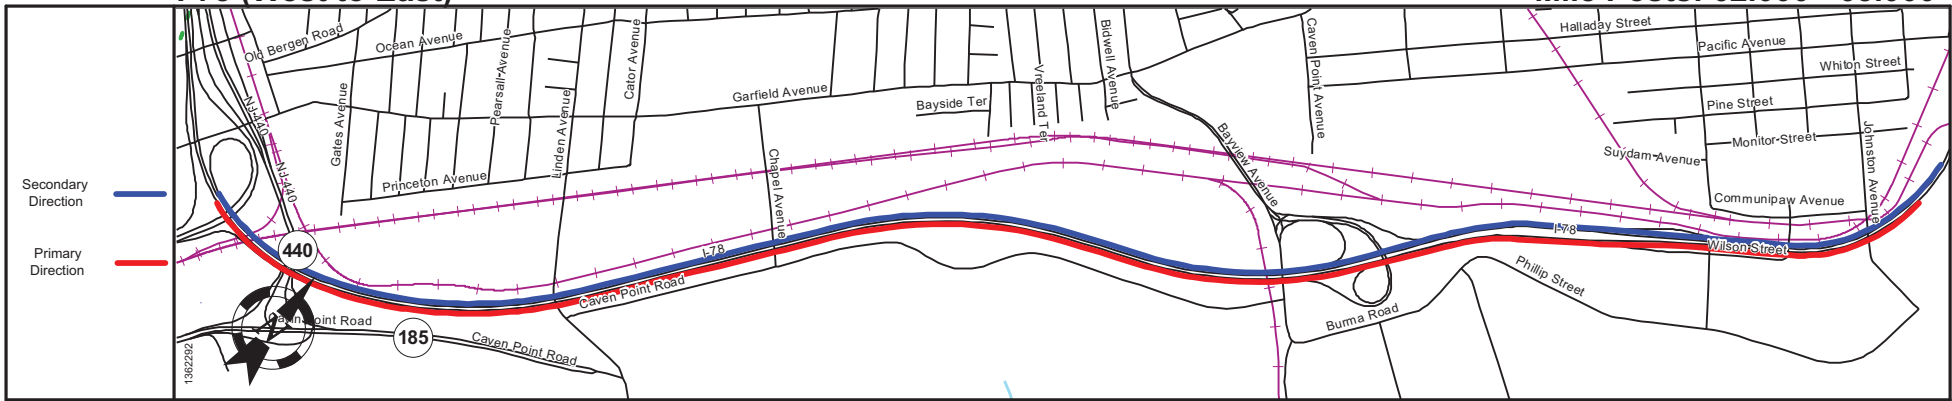 Secondary
Direction
Primary
Direction
Old Bergen Road
Ocean Avenue
Pearsall Avenue
Cator Avenue
Gates Avenue
Linden Avenue
Garfield Avenue
Princeton Avenue
Chapel Avenue
Bayside Ter
Vreeland Ter
Bidwell Avenue
Bayview Avenue
Caven Point Avenue
Halladay Street
Pacific Avenue
Whiton Street
Pine Street
Monitor Street
Suydam Avenue
Communipaw Avenue
Johnston Avenue
NJ 440
NJ 440
440
I-78
I-78
Wilson Street
Caven Point Road
Phillip Street
Burma Road
Point Road
185
Caven Point Road
1362292